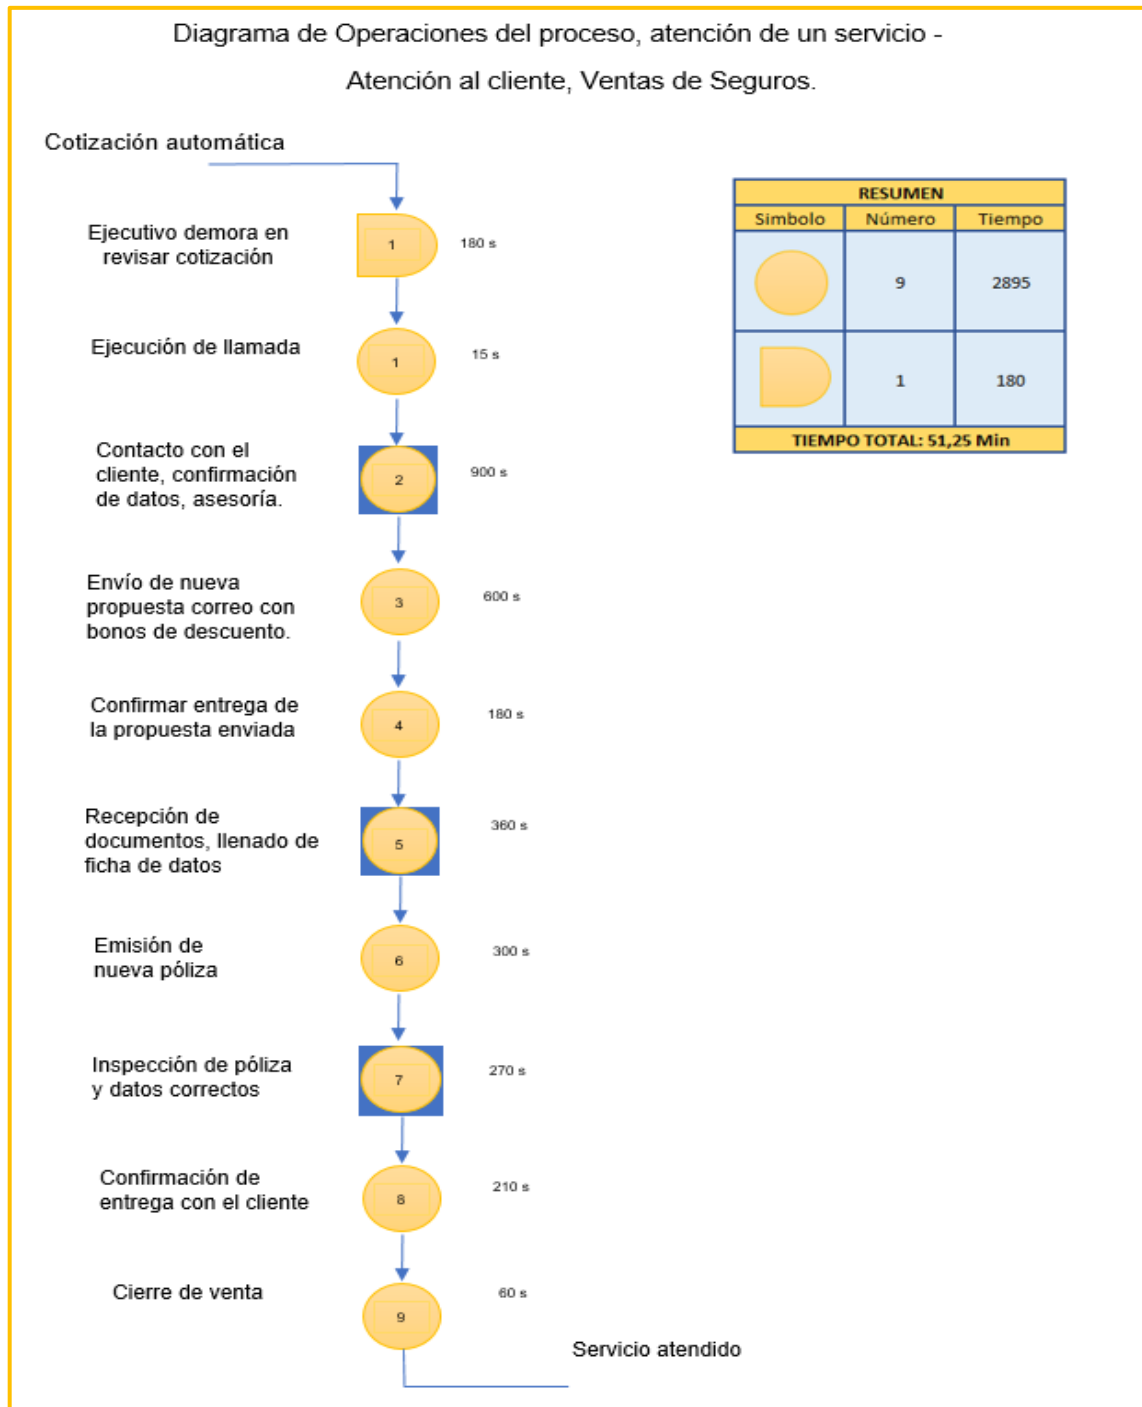 Diagrama de Operaciones del proceso, atención de un servicio -
Atención al cliente, Ventas de Seguros.
Cotización automática
RESUMEN
Simbolo Número Tiempo
9 2895
1 180
TIEMPO TOTAL: 51,25 Min
Ejecutivo demora en
revisar cotización
1
180 s
Ejecución de llamada
1
15 s
Contacto con el
cliente, confirmación
de datos, asesoría.
2
900 s
Envío de nueva
propuesta correo con
bonos de descuento.
3
600 s
Confirmar entrega de
la propuesta enviada
4
180 s
Recepción de
documentos, llenado de
ficha de datos
5
360 s
Emisión de
nueva póliza
6
300 s
Inspección de póliza
y datos correctos
7
270 s
Confirmación de
entrega con el cliente
8
210 s
Cierre de venta
9
60 s
Servicio atendido